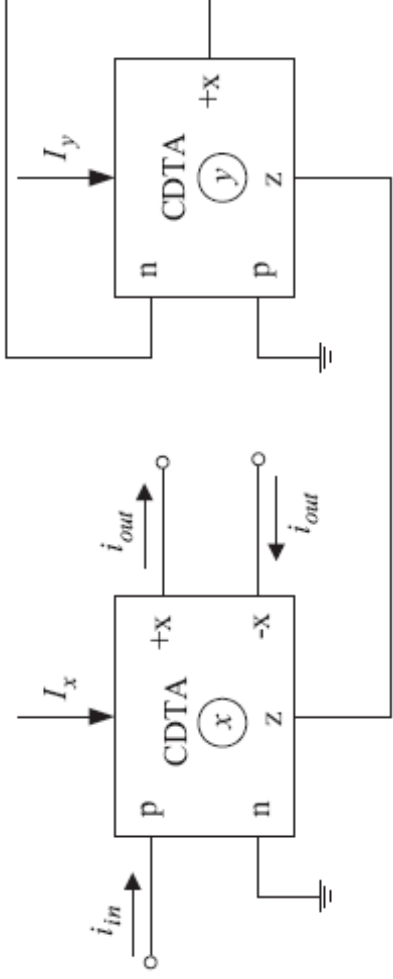 I_x
I_y
i_in
p
CDTA
x
+x
i_out
n
z
-x
i_out
n
CDTA
y
+x
p
z